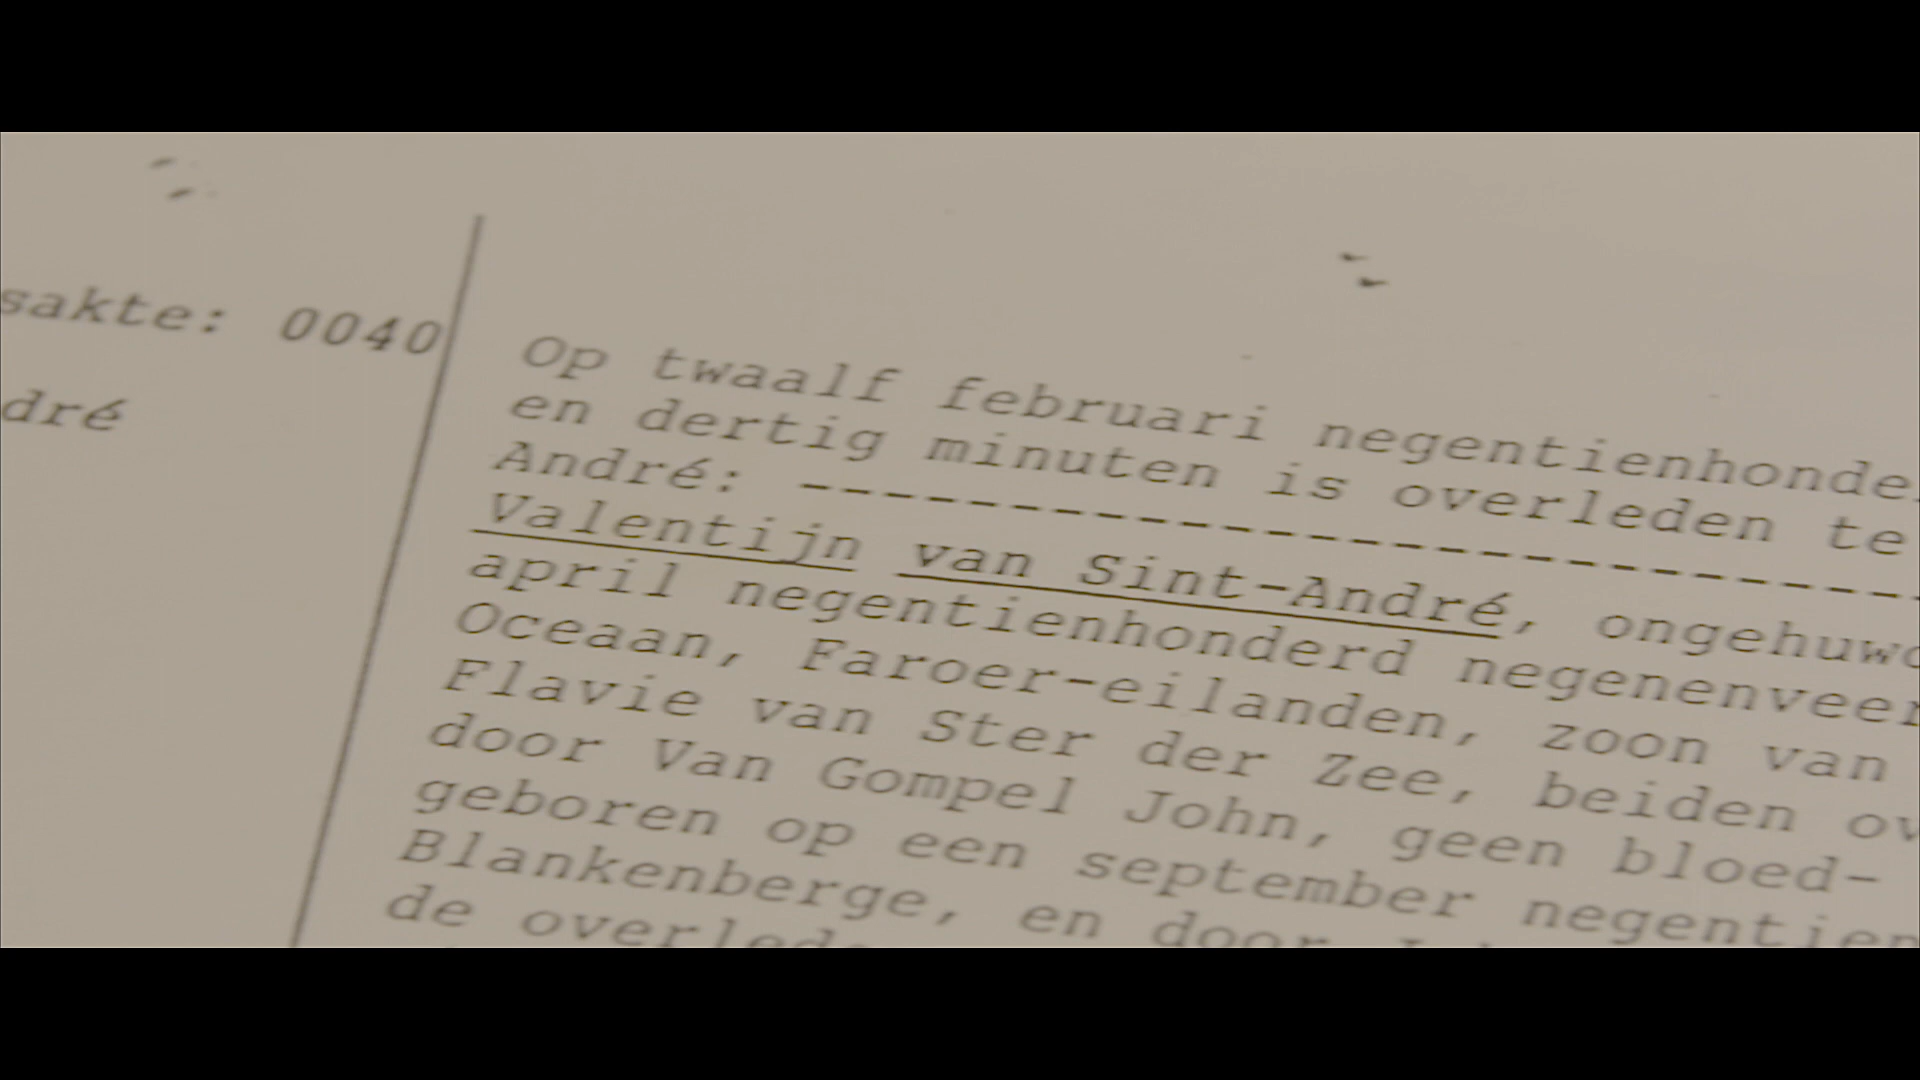 sakte: 0040
dré
Op twaalf februari negentienhonde
en dertig minuten is overleden te
André: --------------------------------
Valentijn van Sint-André, ongehuwd
april negentienhonderd negenenveer
Oceaan, Faroer-eilanden, zoon van
Flavie van Ster der Zee, beiden ov
door Van Gompel John, geen bloed-
geboren op een september negentien
Blankenberge, en door
de overlede